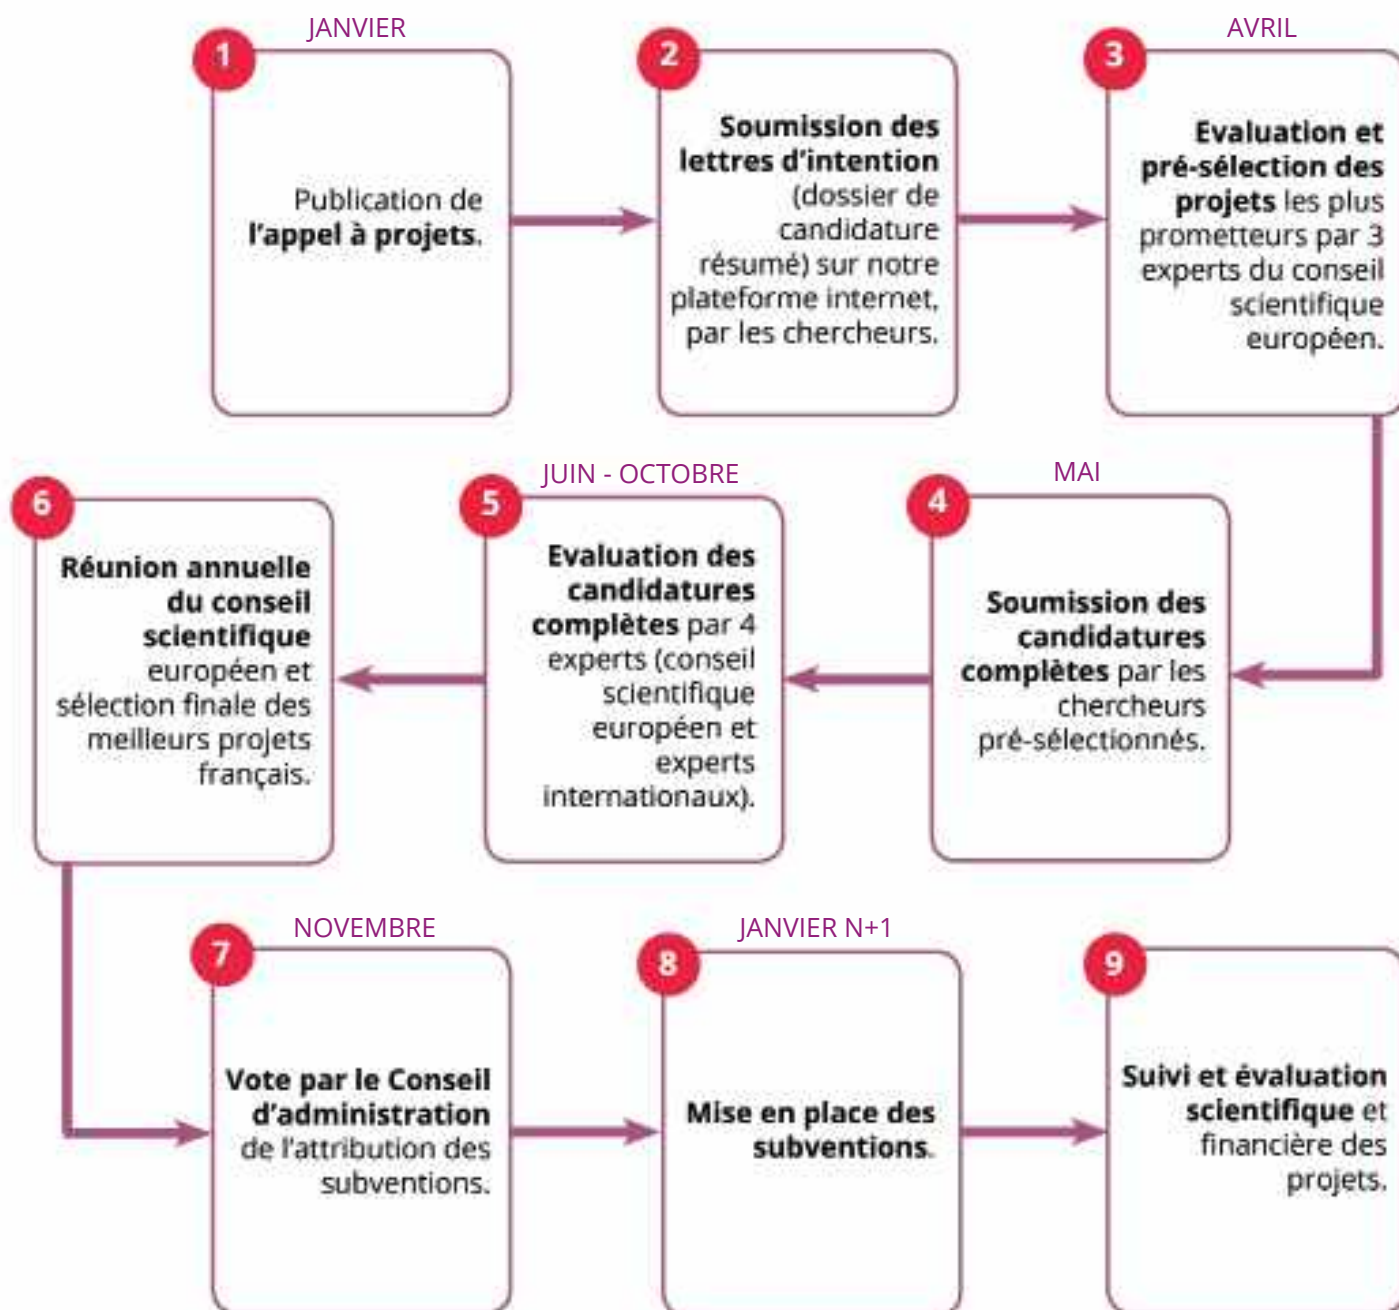 JANVIER
1
Publication de
l'appel à projets.
2
Soumission des
lettres d'intention
(dossier de
candidature
résumé) sur notre
plateforme internet,
par les chercheurs.
AVRIL
3
Evaluation et
pré-sélection des
projets les plus
prometteurs par 3
experts du conseil
scientifique
européen.
MAI
4
Soumission des
candidatures
complètes par les
chercheurs
pré-sélectionnés.
JUIN - OCTOBRE
5
Evaluation des
candidatures
complètes par 4
experts (conseil
scientifique
européen et
experts
internationaux).
6
Réunion annuelle
du conseil
scientifique
européen et
sélection finale des
meilleurs projets
français.
NOVEMBRE
7
Vote par le Conseil
d'administration
de l'attribution des
subventions.
JANVIER N+1
8
Mise en place des
subventions.
9
Suivi et évaluation
scientifique et
financière des
projets.